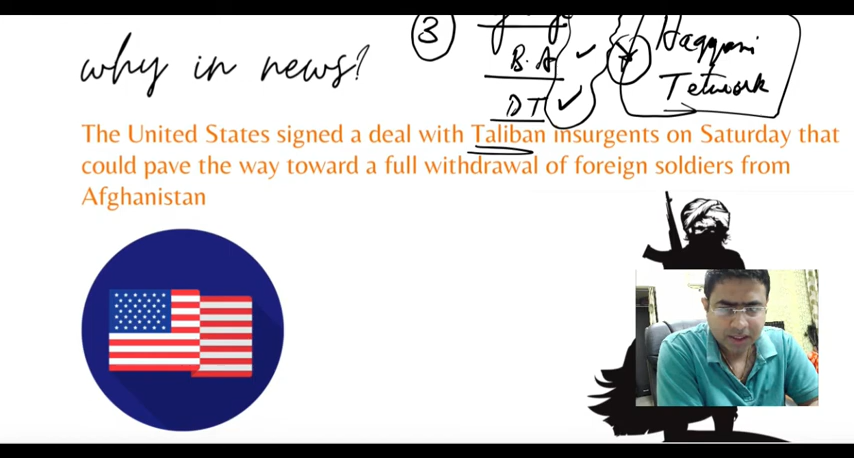 3
B.A
Haqqani
Tetwork
DT
why in news?
The United States signed a deal with Taliban insurgents on Saturday that
could pave the way toward a full withdrawal of foreign soldiers from
Afghanistan